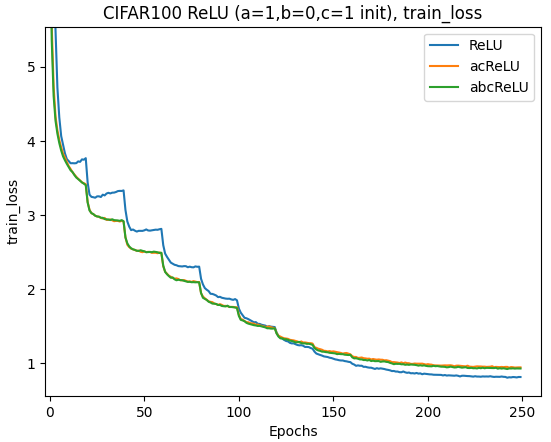 CIFAR100 ReLU (a=1,b=0,c=1 init), train_loss
ReLU
acReLU
abcReLU
train_loss
5
4
3
2
1
0
50
100
150
200
250
Epochs